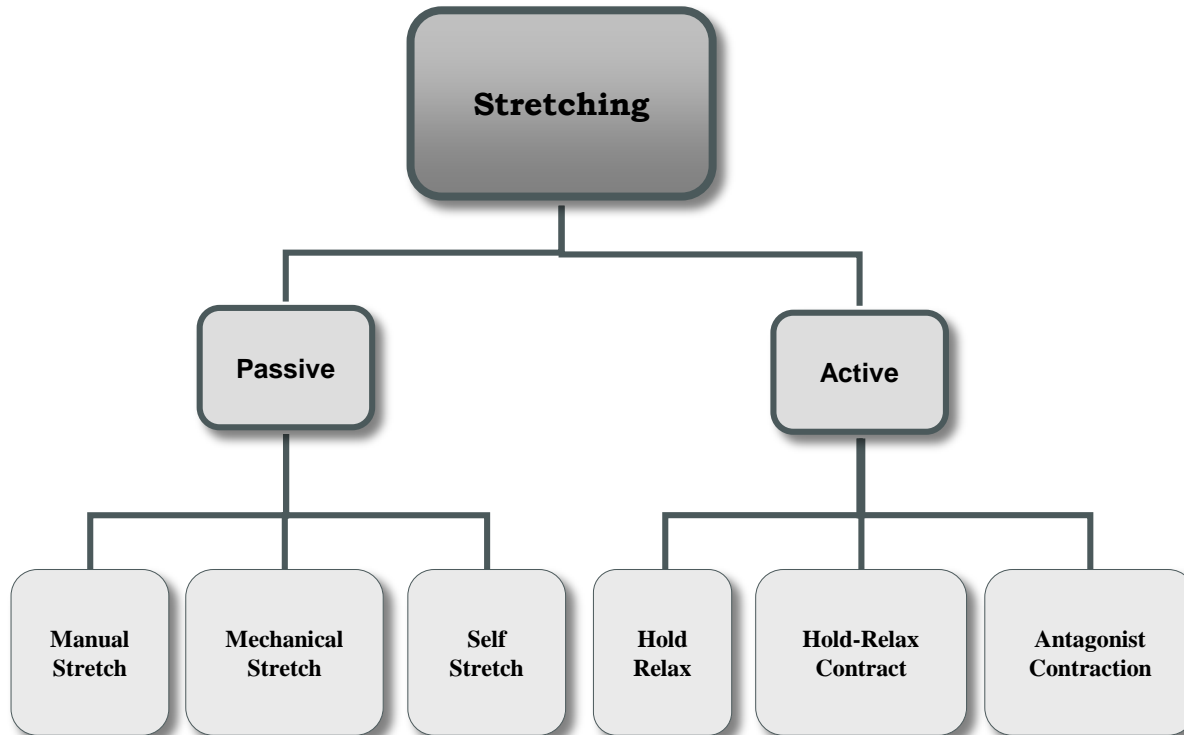 Stretching
Passive
Active
Manual
Stretch
Mechanical
Stretch
Self
Stretch
Hold
Relax
Hold-Relax
Contract
Antagonist
Contraction